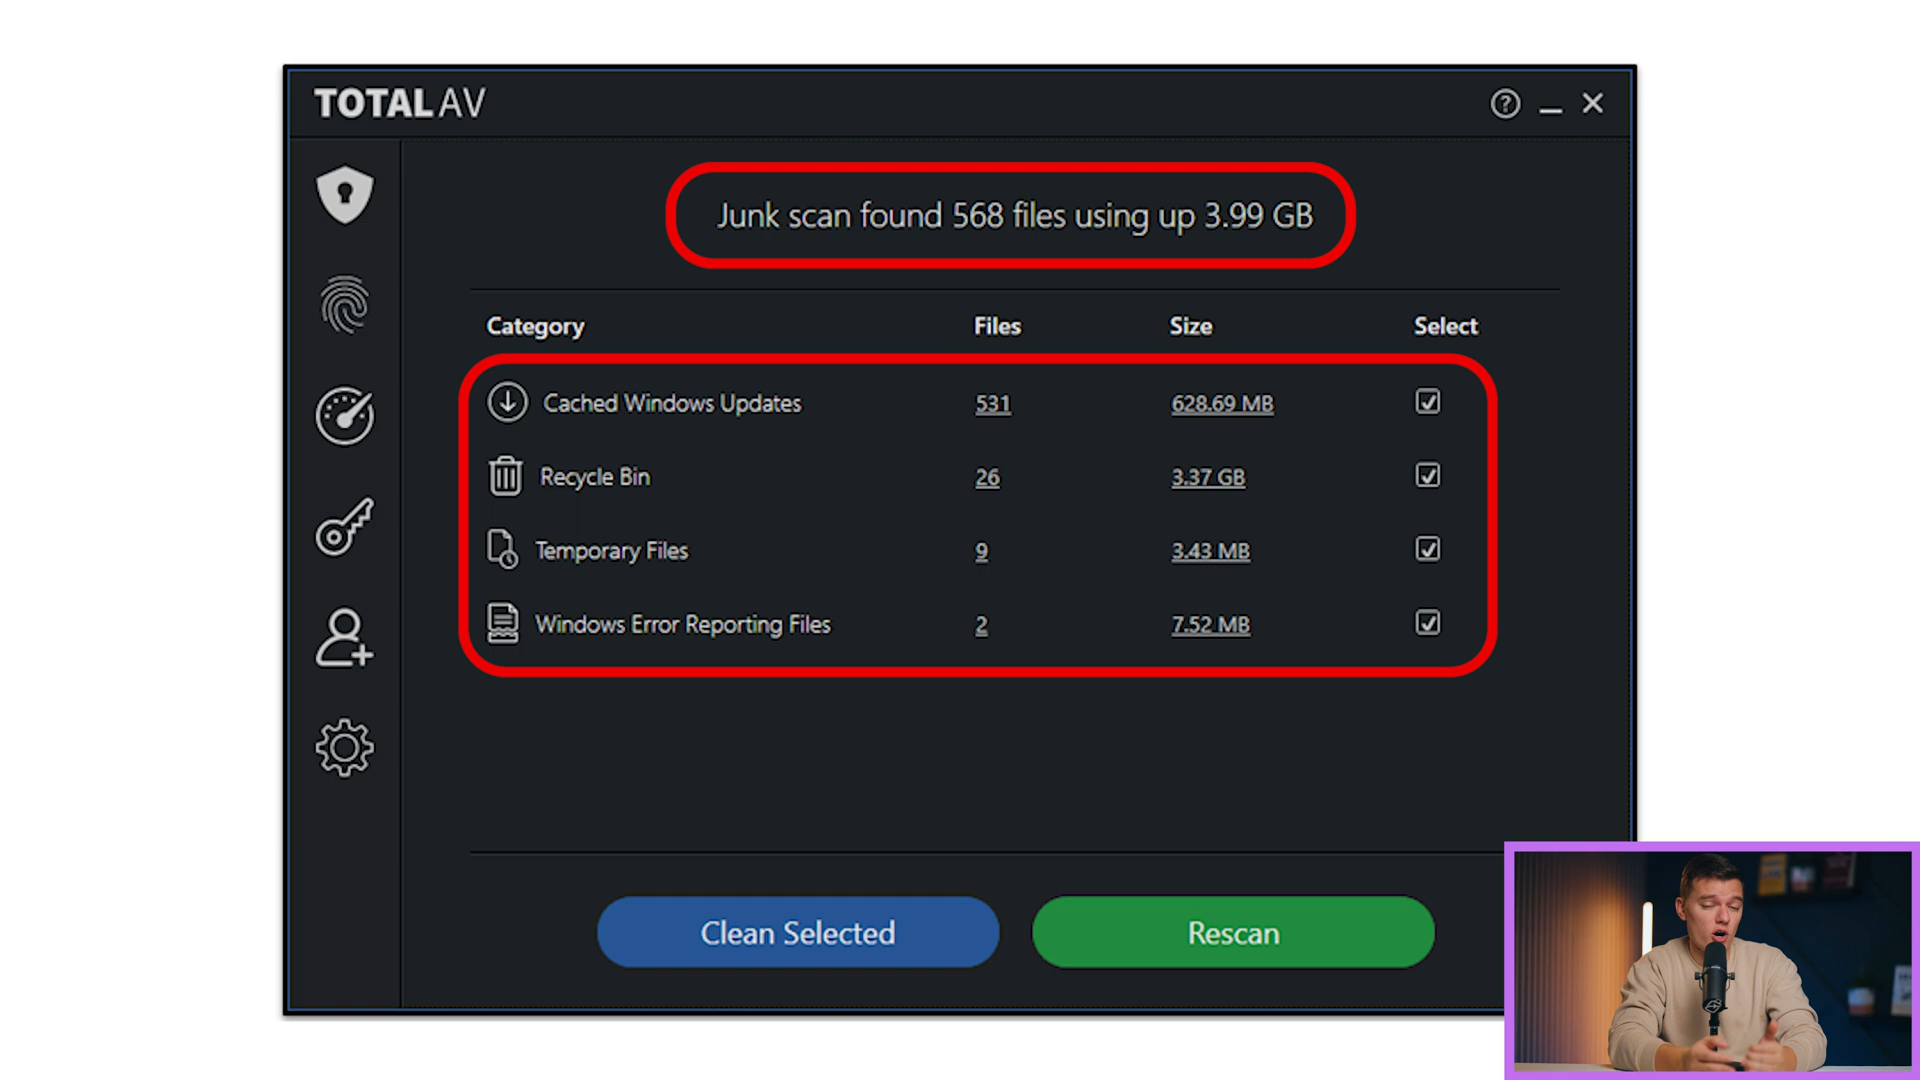 TOTALAV
Junk scan found 568 files using up 3.99 GB
Category Files Size Select
Cached Windows Updates 531 628.69 MB
Recycle Bin 26 3.37 GB
Temporary Files 9 3.43 MB
Windows Error Reporting Files 2 7.52 MB
Clean Selected Rescan